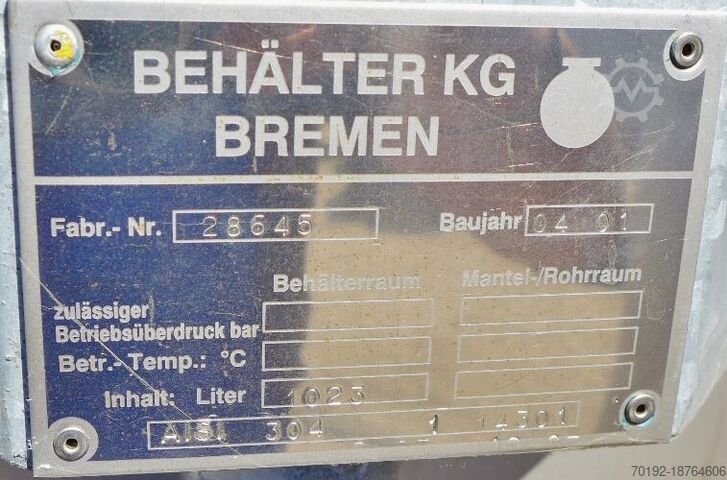 BEHÄLTER KG
BREMEN
Fabr.- Nr. 28645 Baujahr 04 01
Behälterraum Mantel-/Rohrraum
zulässiger
Betriebsüberdruck bar
Betr.- Temp.: °C
Inhalt: Liter 1023
AISI 304 1 14301
70192-18764606